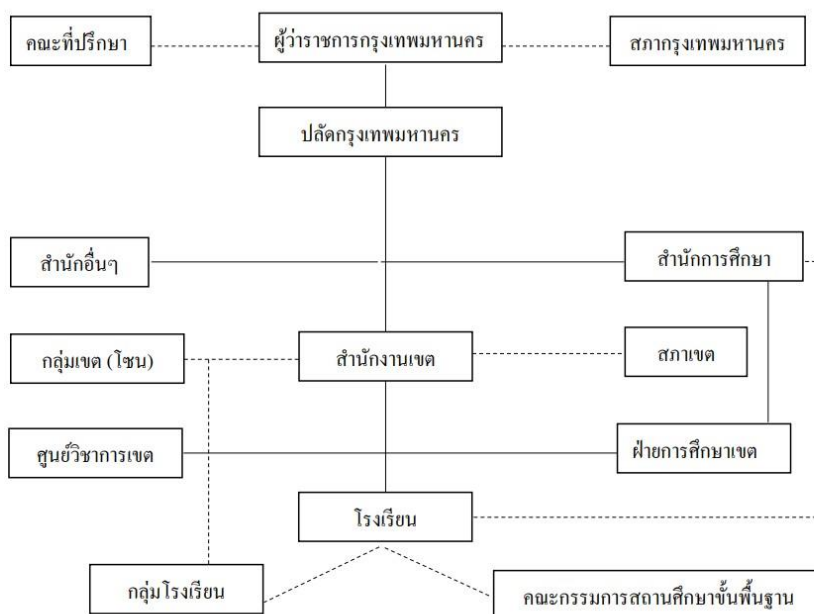 คณะที่ปรึกษา
ผู้ว่าราชการกรุงเทพมหานคร
สภากรุงเทพมหานคร
ปลัดกรุงเทพมหานคร
สำนักอื่นๆ
สำนักการศึกษา
กลุ่มเขต (โซน)
สำนักงานเขต
สภาเขต
ศูนย์วิชาการเขต
ฝ่ายการศึกษาเขต
โรงเรียน
กลุ่มโรงเรียน
คณะกรรมการสถานศึกษาขั้นพื้นฐาน